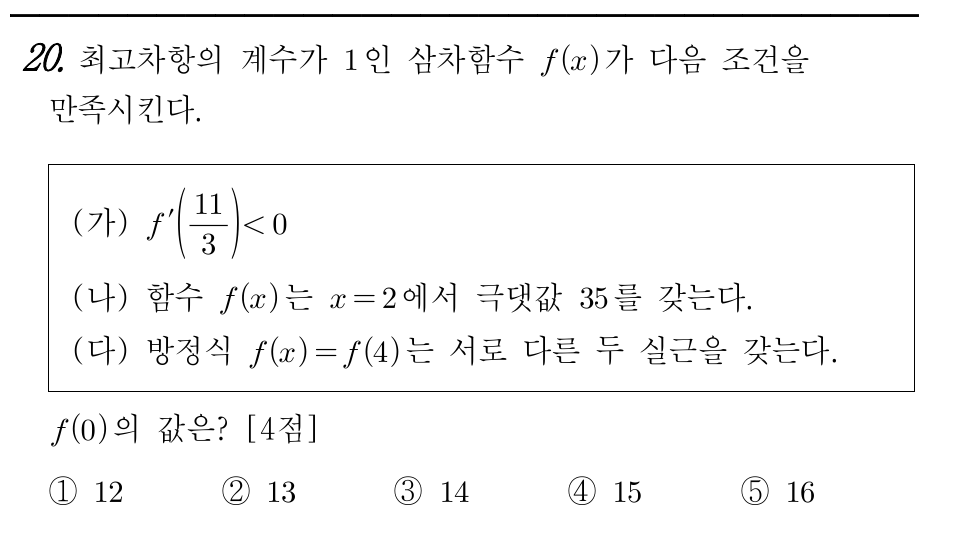 20. 최고차항의 계수가 1인 삼차함수 f(x)가 다음 조건을
만족시킨다.
(가) f′(11/3)<0
(나) 함수 f(x)는 x=2에서 극댓값 35를 갖는다.
(다) 방정식 f(x)=f(4)는 서로 다른 두 실근을 갖는다.
f(0)의 값은? [4점]
① 12 ② 13 ③ 14 ④ 15 ⑤ 16